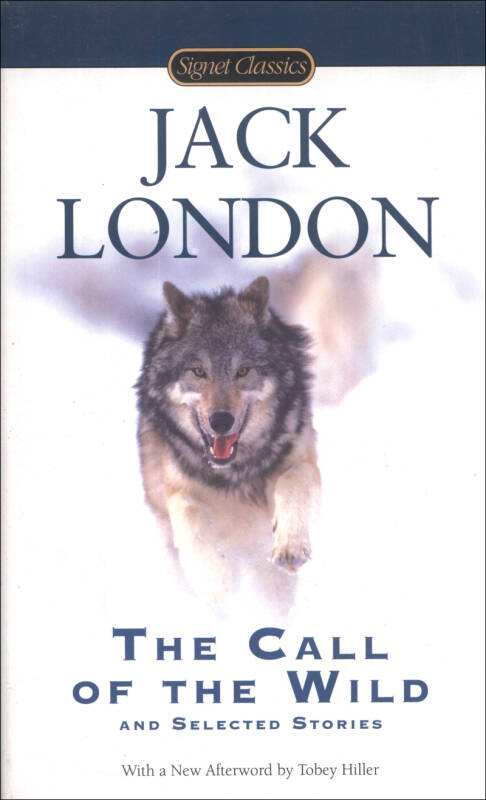 Signet Classics
JACK
LONDON
THE CALL
OF THE WILD
AND SELECTED STORIES
With a New Afterword by Tobey Hiller